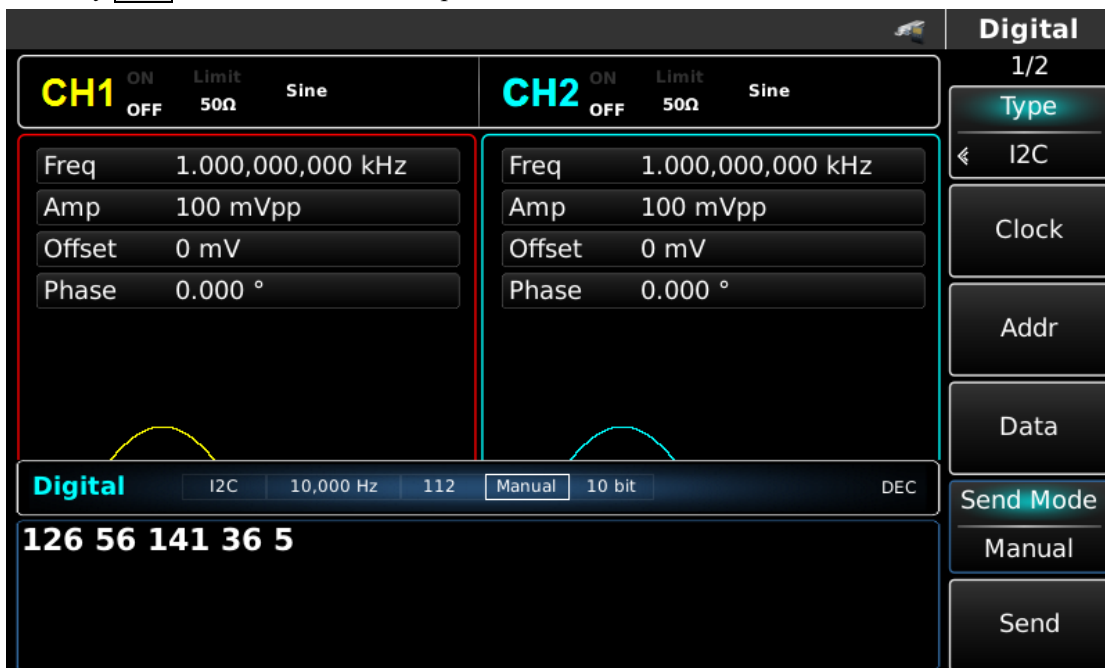 Digital
1/2
CH1 ON OFF Limit 50Ω Sine
CH2 ON OFF Limit 50Ω Sine
Type
I2C
Freq 1.000,000,000 kHz
Amp 100 mVpp
Offset 0 mV
Phase 0.000 °
Freq 1.000,000,000 kHz
Amp 100 mVpp
Offset 0 mV
Phase 0.000 °
Clock
Addr
Data
Digital I2C 10,000 Hz 112 Manual 10 bit DEC
126 56 141 36 5
Send Mode
Manual
Send